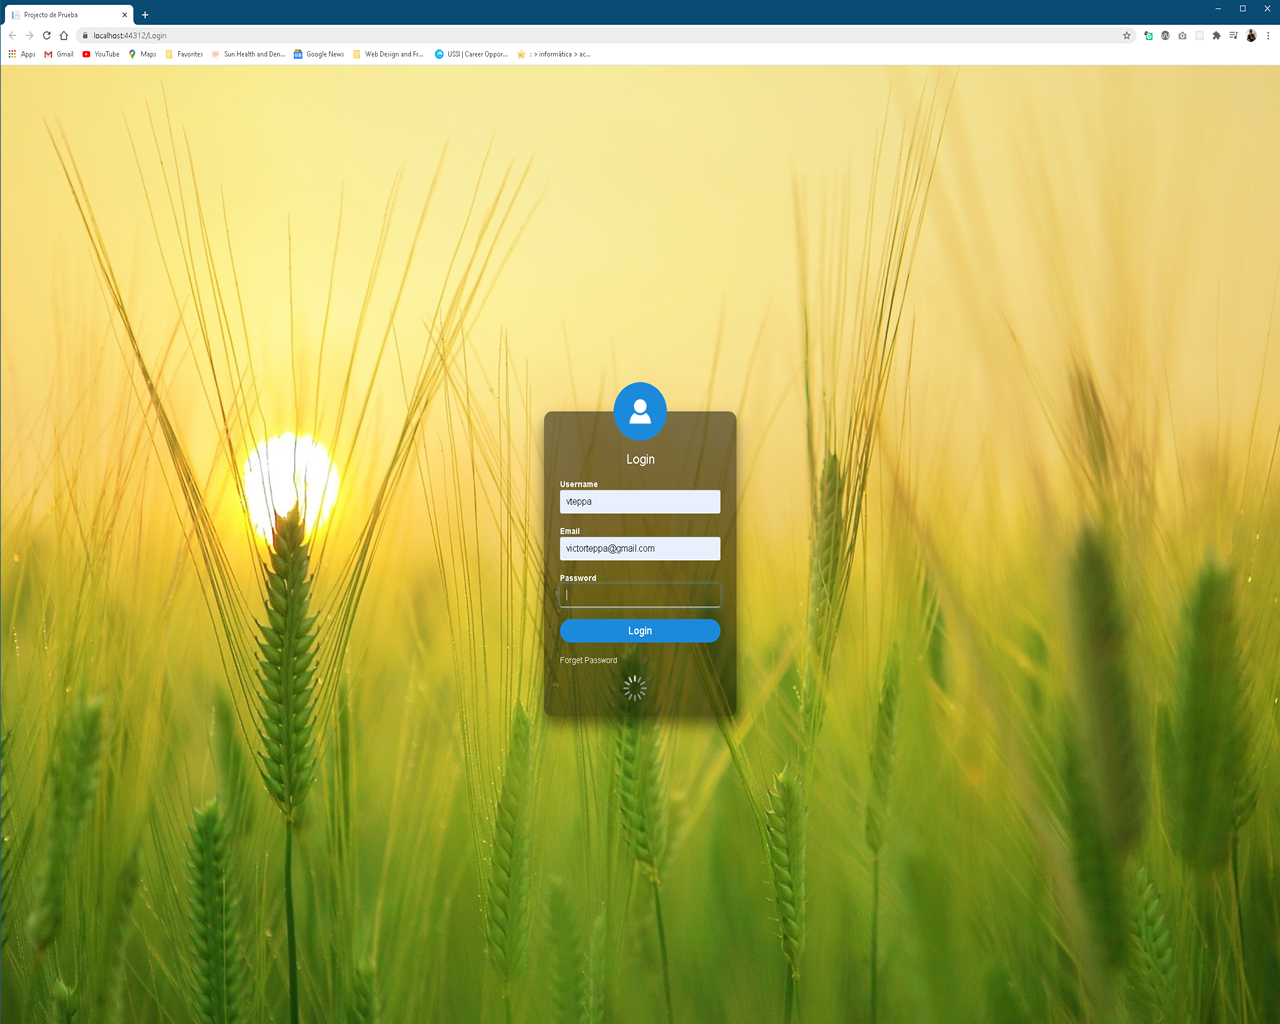 Projecto de Prueba
localhost:44312/Login
Apps Gmail YouTube Maps Favorites Sun Health and Den... Google News Web Design and Fr... USSI | Career Oppor... : > informática > ac...
Login
Username
vteppa
Email
victorteppa@gmail.com
Password
Login
Forget Password